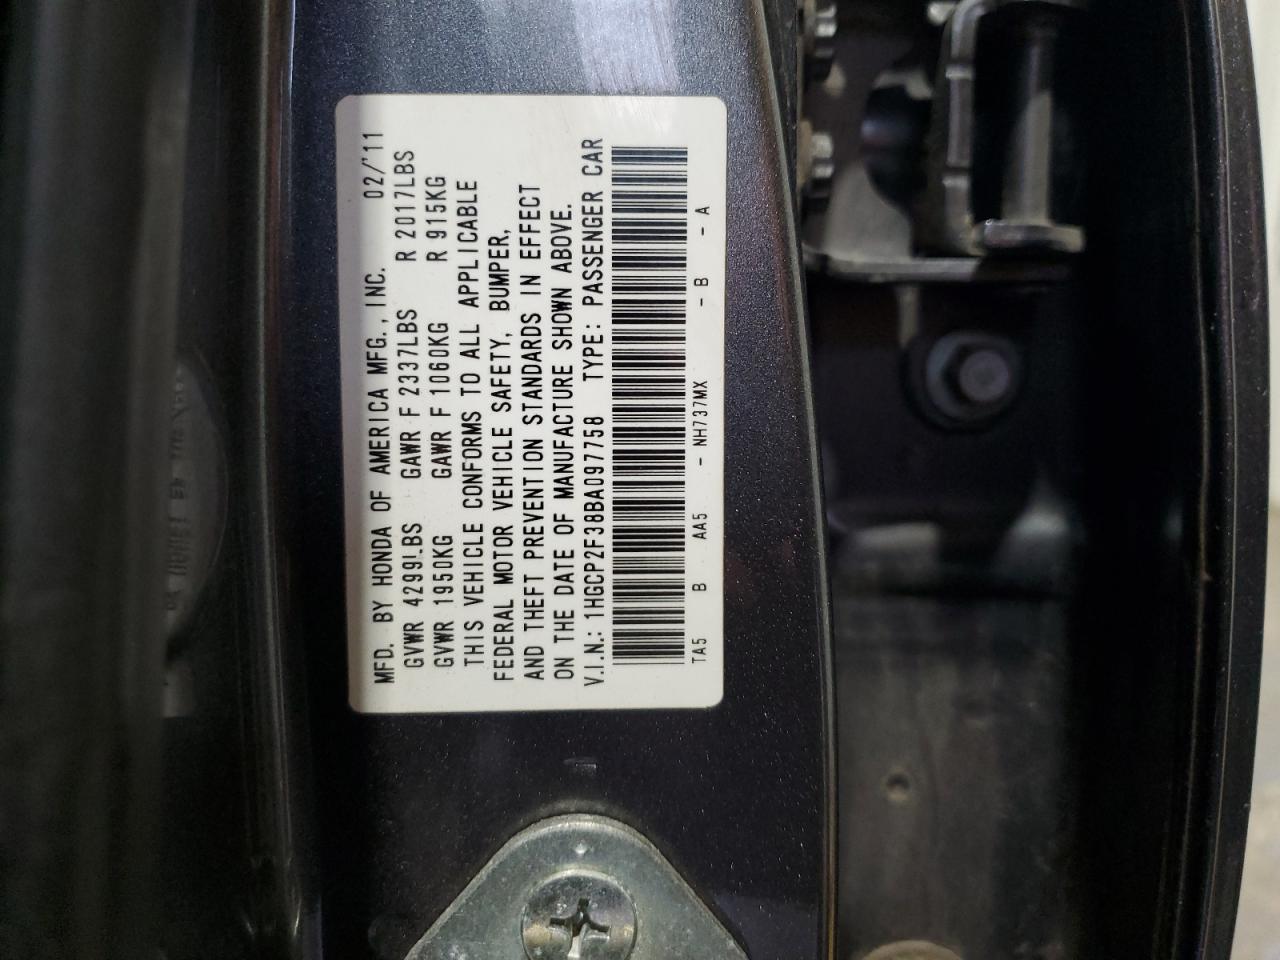 MFD. BY HONDA OF AMERICA MFG., INC. 02/'11
GVWR 4299LBS GAWR F 2337LBS R 2017LBS
GVWR 1950KG GAWR F 1060KG R 915KG
THIS VEHICLE CONFORMS TO ALL APPLICABLE
FEDERAL MOTOR VEHICLE SAFETY, BUMPER,
AND THEFT PREVENTION STANDARDS IN EFFECT
ON THE DATE OF MANUFACTURE SHOWN ABOVE.
V.I.N.: 1HGCP2F38BA097758 TYPE: PASSENGER CAR
TA5 B AA5 - NH737MX - B - A